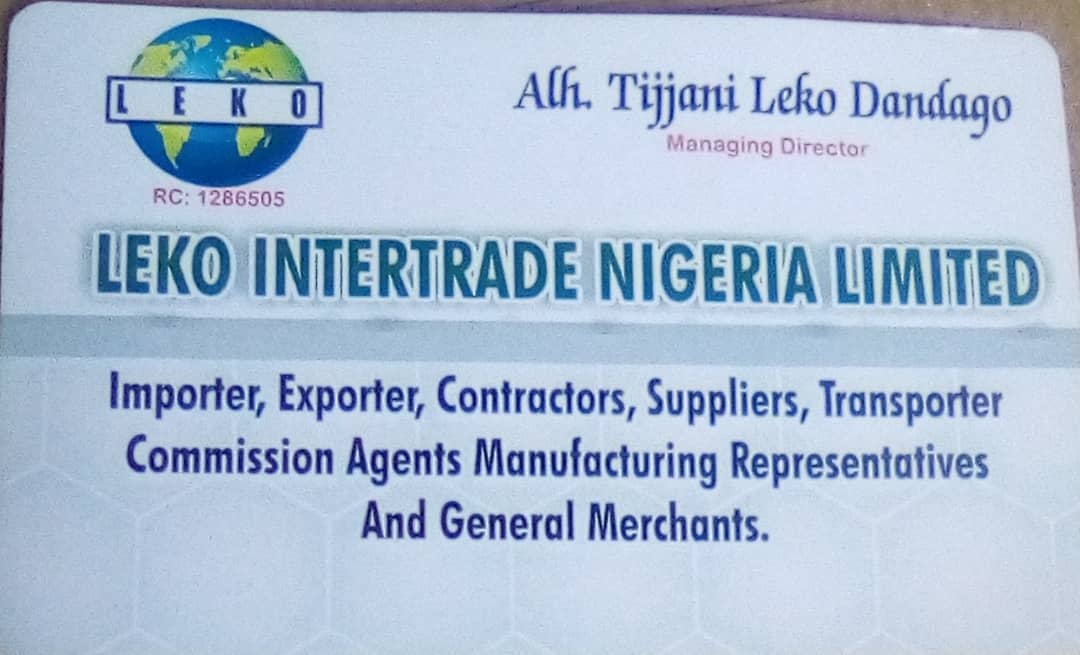 LEKO
RC: 1286505
Alh. Tijjani Leko Dandago
Managing Director
LEKO INTERTRADE NIGERIA LIMITED
Importer, Exporter, Contractors, Suppliers, Transporter
Commission Agents Manufacturing Representatives
And General Merchants.